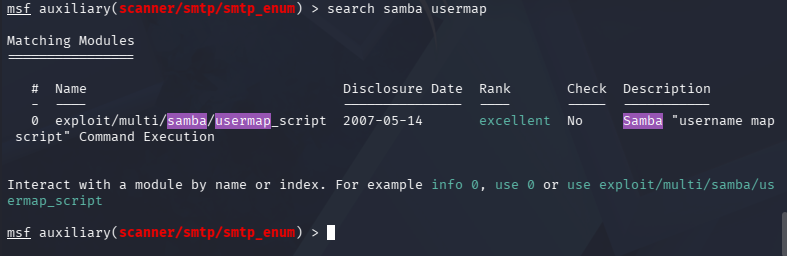 msf auxiliary(scanner/smtp/smtp_enum) > search samba usermap
Matching Modules
================
#  Name                                Disclosure Date  Rank       Check  Description
-  ----                                ---------------  ----       -----  -----------
0  exploit/multi/samba/usermap_script  2007-05-14       excellent  No     Samba "username map
script" Command Execution
Interact with a module by name or index. For example info 0, use 0 or use exploit/multi/samba/us
ermap_script
msf auxiliary(scanner/smtp/smtp_enum) >